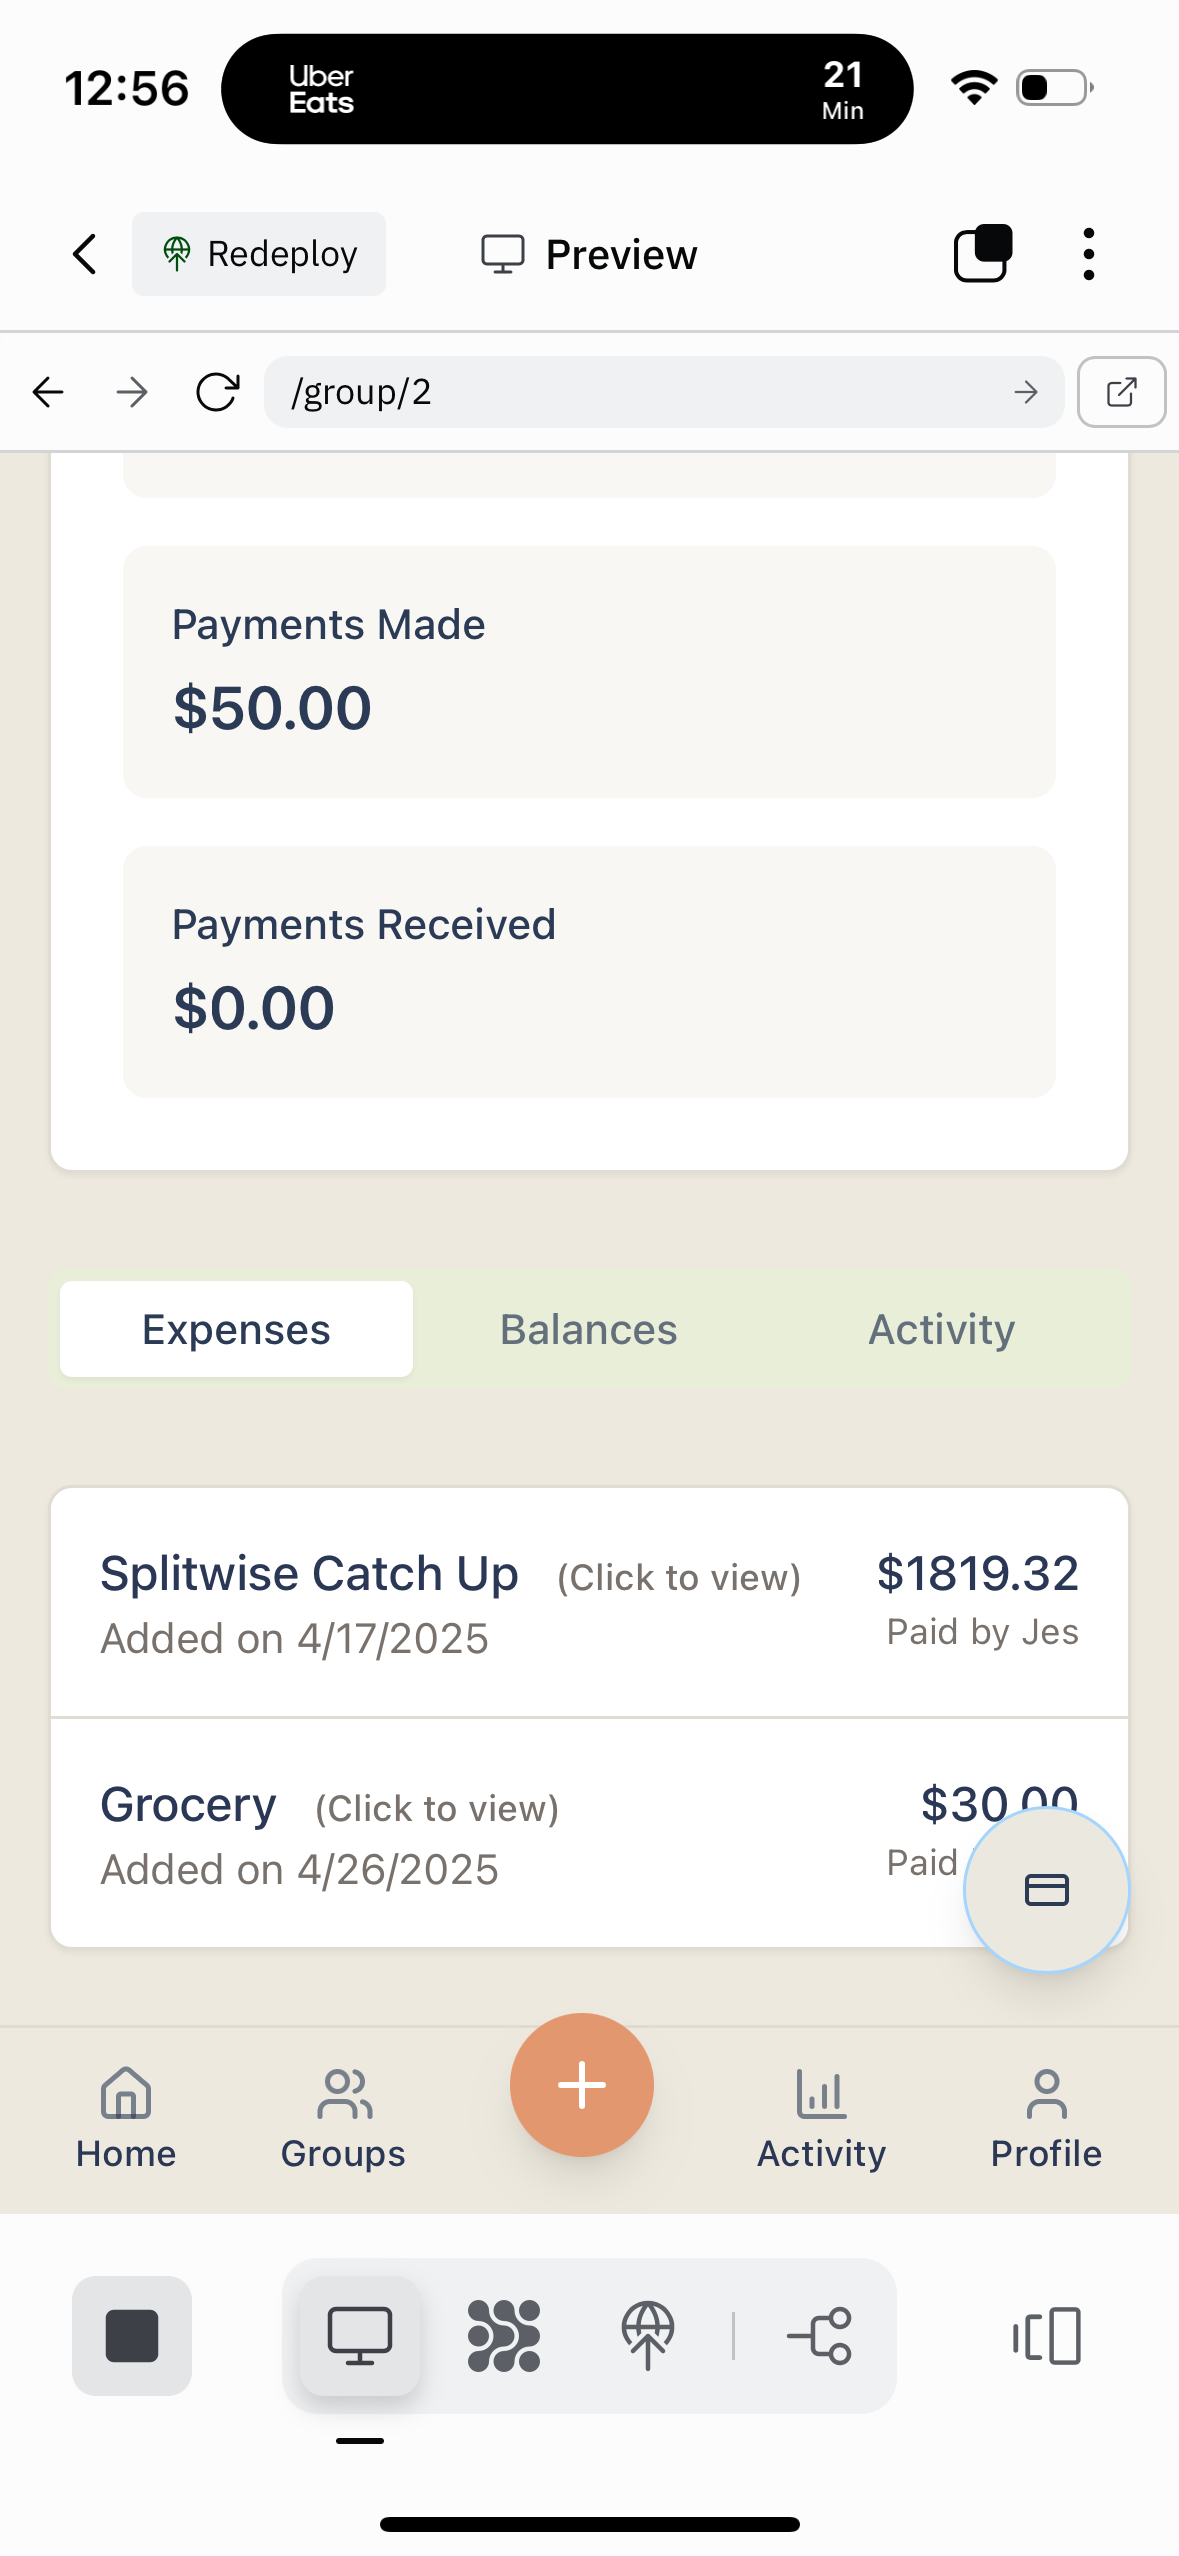 12:56
Uber
Eats
21
Min
Redeploy
Preview
/group/2
Payments Made
$50.00
Payments Received
$0.00
Expenses
Balances
Activity
Splitwise Catch Up (Click to view) $1819.32
Added on 4/17/2025 Paid by Jes
Grocery (Click to view) $30.00
Added on 4/26/2025 Paid
Home
Groups
Activity
Profile